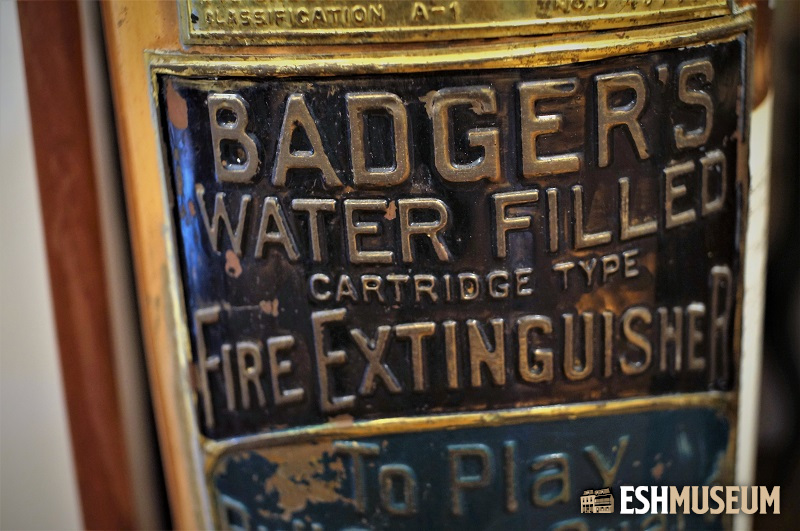 CLASSIFICATION A-1
BADGER'S
WATER FILLED
CARTRIDGE TYPE
FIRE EXTINGUISHER
To Play
ESHMUSEUM